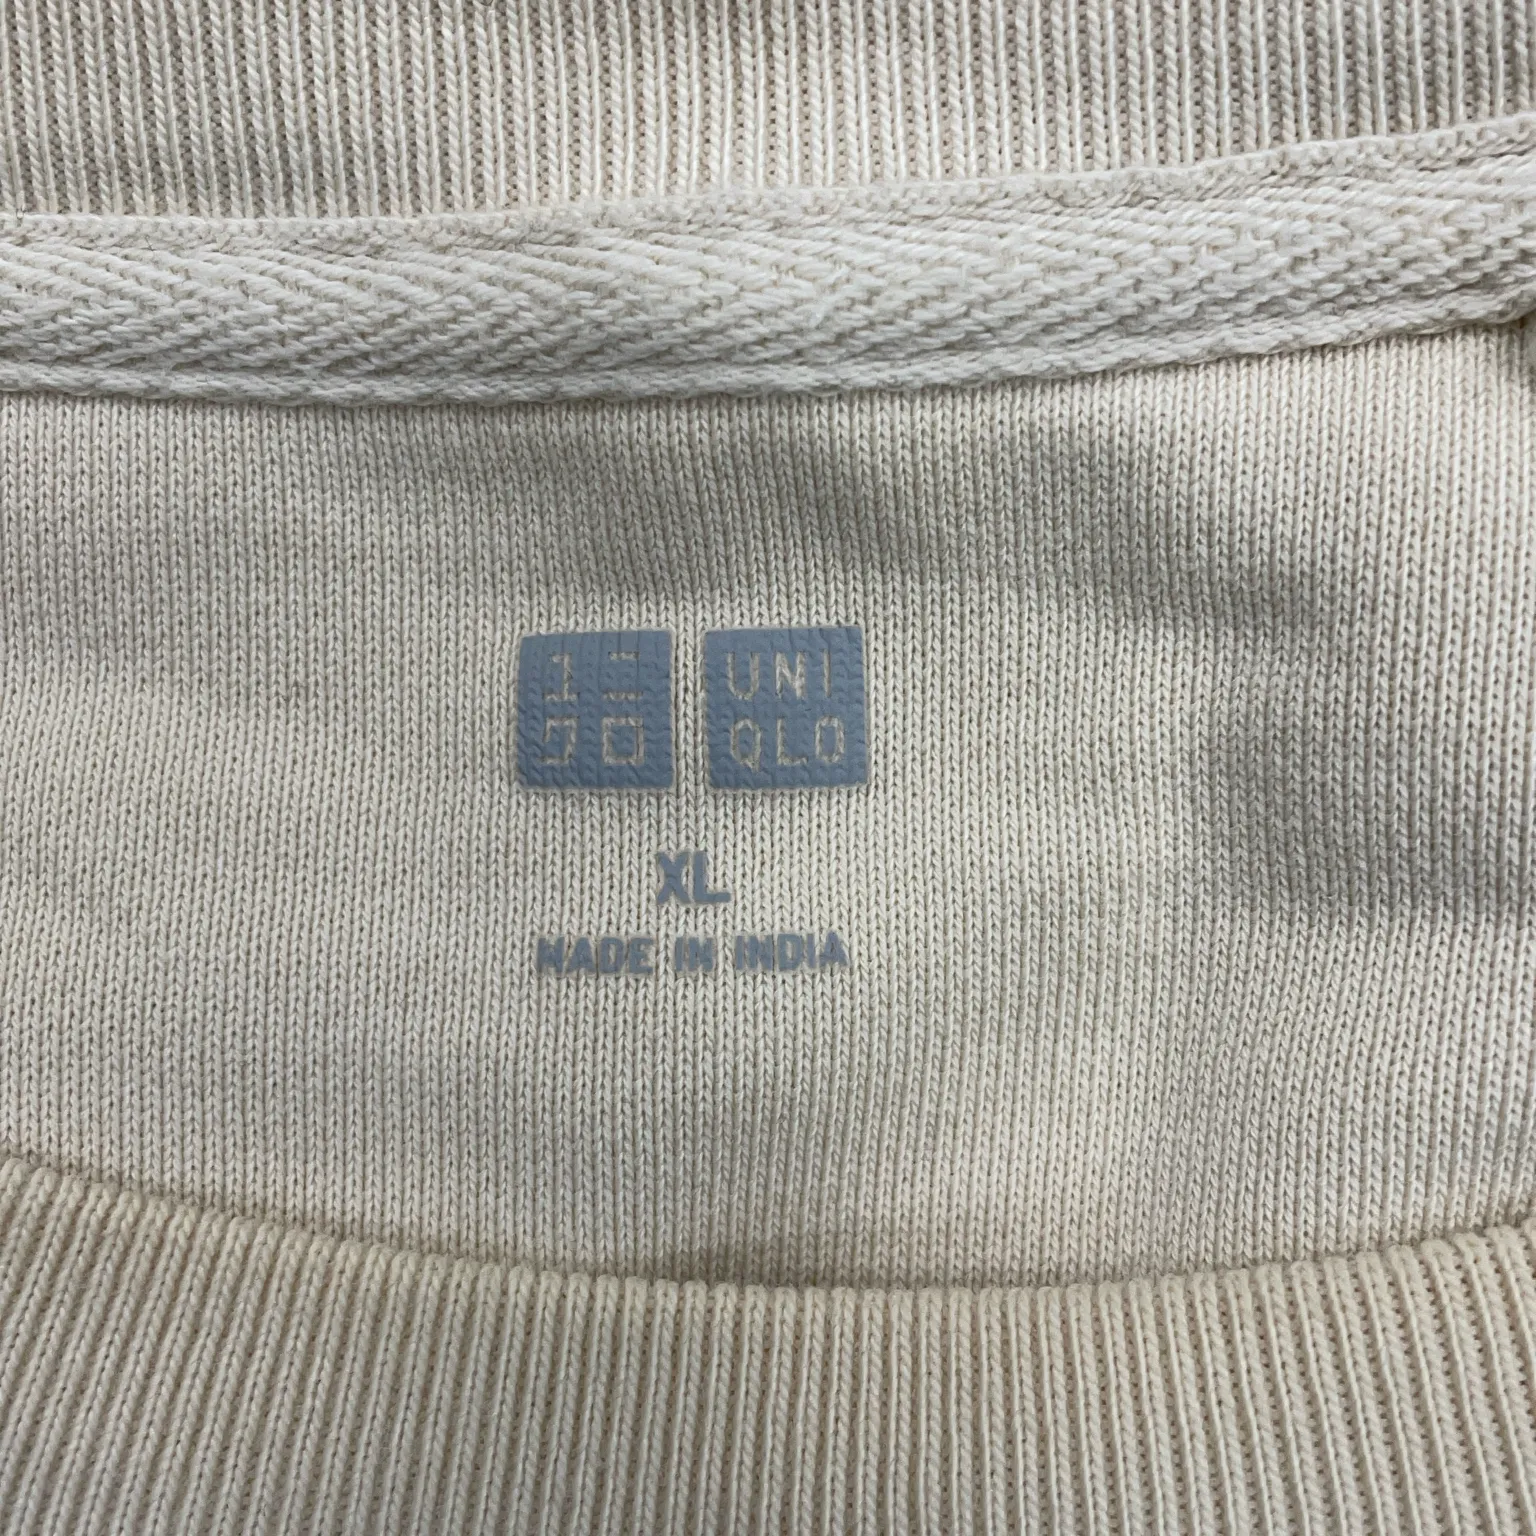 ユニ UNI
クロ QLO
XL
MADE IN INDIA